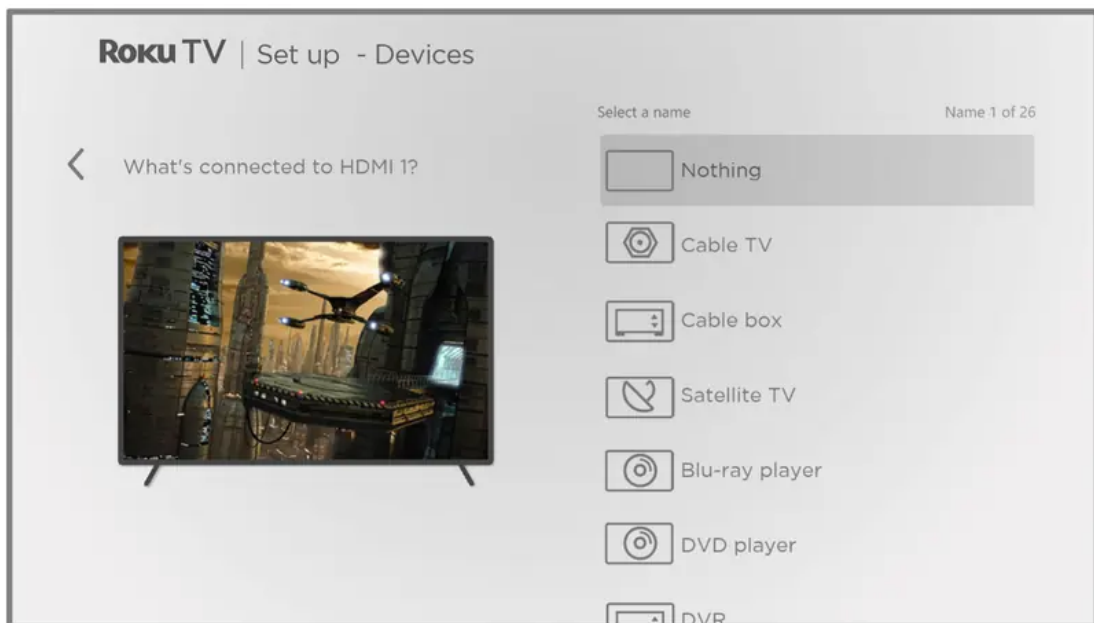 Roku TV | Set up - Devices
Select a name
Name 1 of 26
What's connected to HDMI 1?
Nothing
Cable TV
Cable box
Satellite TV
Blu-ray player
DVD player
DVR